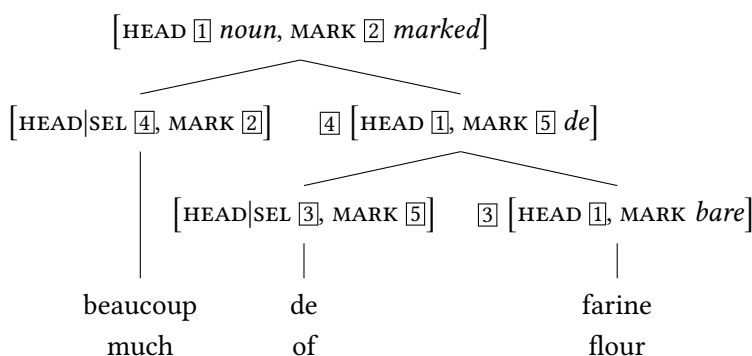 [HEAD 1 noun, MARK 2 marked]
[HEAD|SEL 4, MARK 2] 4 [HEAD 1, MARK 5 de]
[HEAD|SEL 3, MARK 5] 3 [HEAD 1, MARK bare]
beaucoup de farine
much of flour